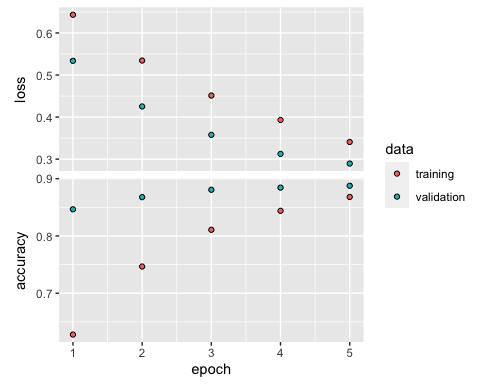 loss
0.6
0.5
0.4
0.3
accuracy
0.9
0.8
0.7
1 2 3 4 5
epoch
data
training
validation